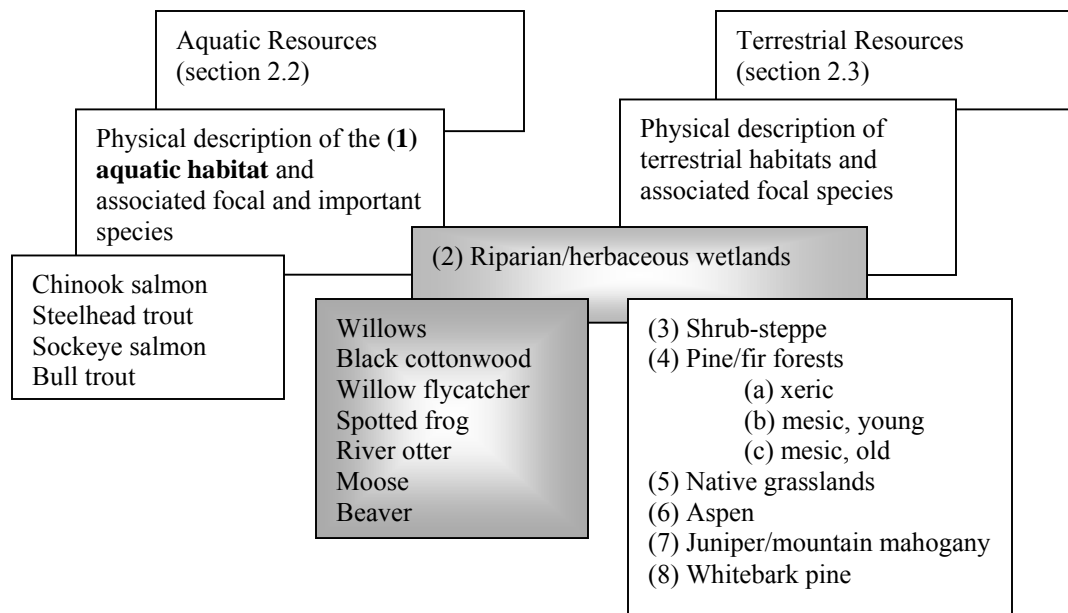 Aquatic Resources
(section 2.2)
Terrestrial Resources
(section 2.3)
Physical description of the (1)
aquatic habitat and
associated focal and important
species
Physical description of
terrestrial habitats and
associated focal species
(2) Riparian/herbaceous wetlands
Chinook salmon
Steelhead trout
Sockeye salmon
Bull trout
Willows
Black cottonwood
Willow flycatcher
Spotted frog
River otter
Moose
Beaver
(3) Shrub-steppe
(4) Pine/fir forests
(a) xeric
(b) mesic, young
(c) mesic, old
(5) Native grasslands
(6) Aspen
(7) Juniper/mountain mahogany
(8) Whitebark pine